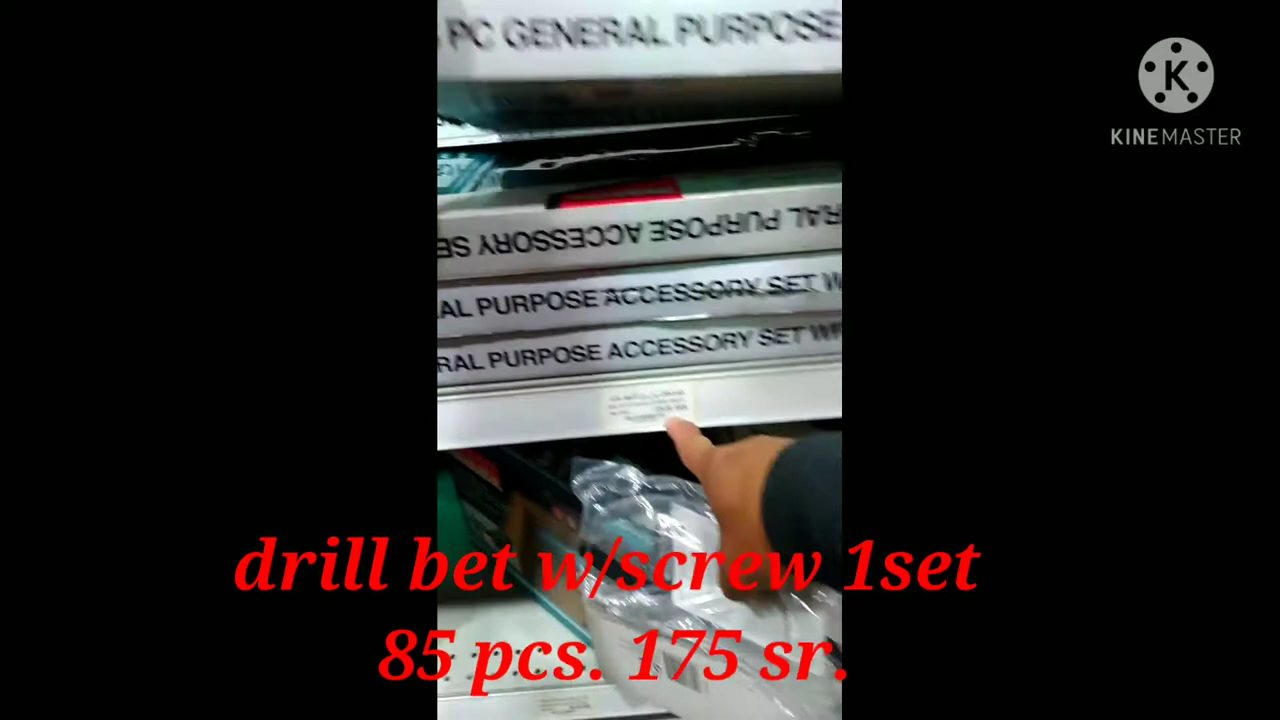 PC GENERAL PURPOSE
K
KINEMASTER
RAL PURPOSE ACCESSORY
AL PURPOSE ACCESSORY SET
RAL PURPOSE ACCESSORY SET
drill bet w/screw 1set
85 pcs. 175 sr.